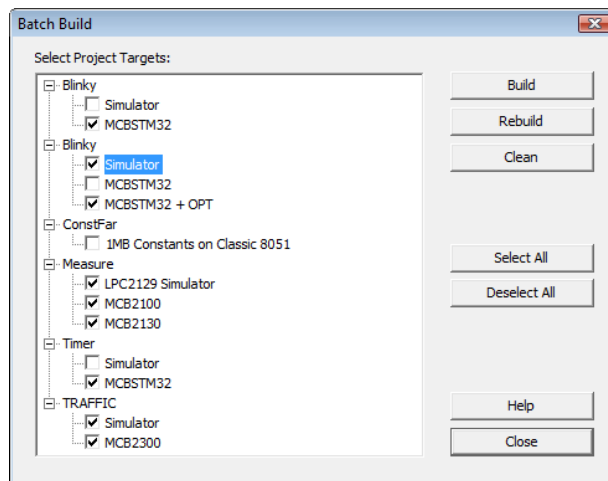 Batch Build
Select Project Targets:
Blinky
Simulator
MCBSTM32
Blinky
Simulator
MCBSTM32
MCBSTM32 + OPT
ConstFar
1MB Constants on Classic 8051
Measure
LPC2129 Simulator
MCB2100
MCB2130
Timer
Simulator
MCBSTM32
TRAFFIC
Simulator
MCB2300
Build
Rebuild
Clean
Select All
Deselect All
Help
Close